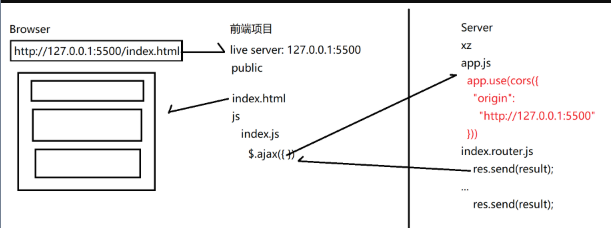 Browser
http://127.0.0.1:5500/index.html
前端项目
live server: 127.0.0.1:5500
public
index.html
js
index.js
$.ajax({ })
Server
xz
app.js
app.use(cors({
"origin":
"http://127.0.0.1:5500"
}))
index.router.js
res.send(result);
...
res.send(result);